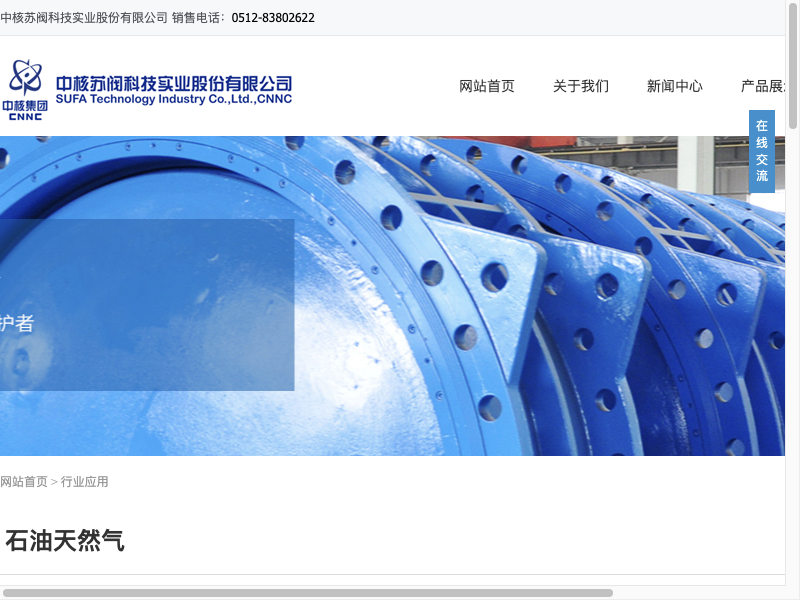 中核苏阀科技实业股份有限公司 销售电话：0512-83802622
中核集团
CNNC
中核苏阀科技实业股份有限公司
SUFA Technology Industry Co.,Ltd.,CNNC
网站首页
关于我们
新闻中心
产品展
在线交流
护者
网站首页 > 行业应用
石油天然气